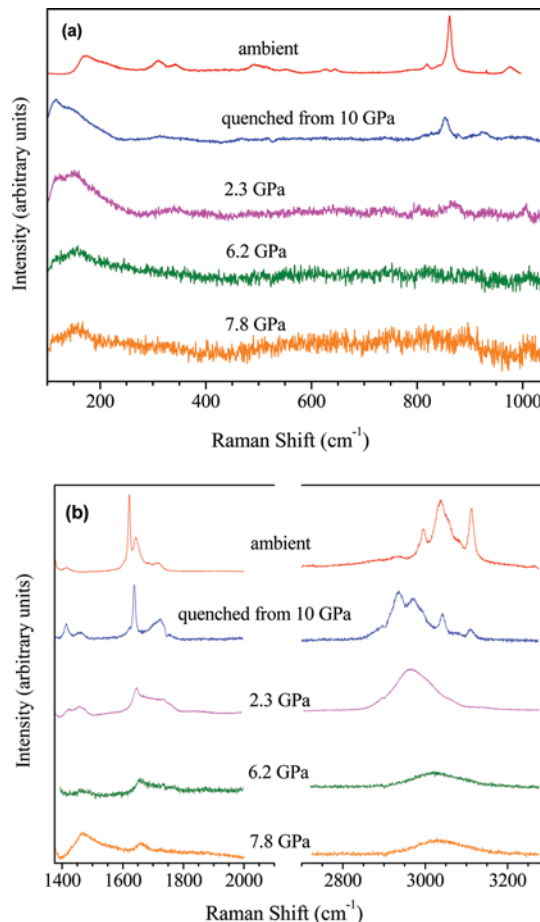 (a)
ambient
quenched from 10 GPa
2.3 GPa
6.2 GPa
7.8 GPa
Intensity (arbitrary units)
200 400 600 800 1000
Raman Shift (cm⁻¹)
(b)
ambient
quenched from 10 GPa
2.3 GPa
6.2 GPa
7.8 GPa
Intensity (arbitrary units)
1400 1600 1800 2000 2800 3000 3200
Raman Shift (cm⁻¹)